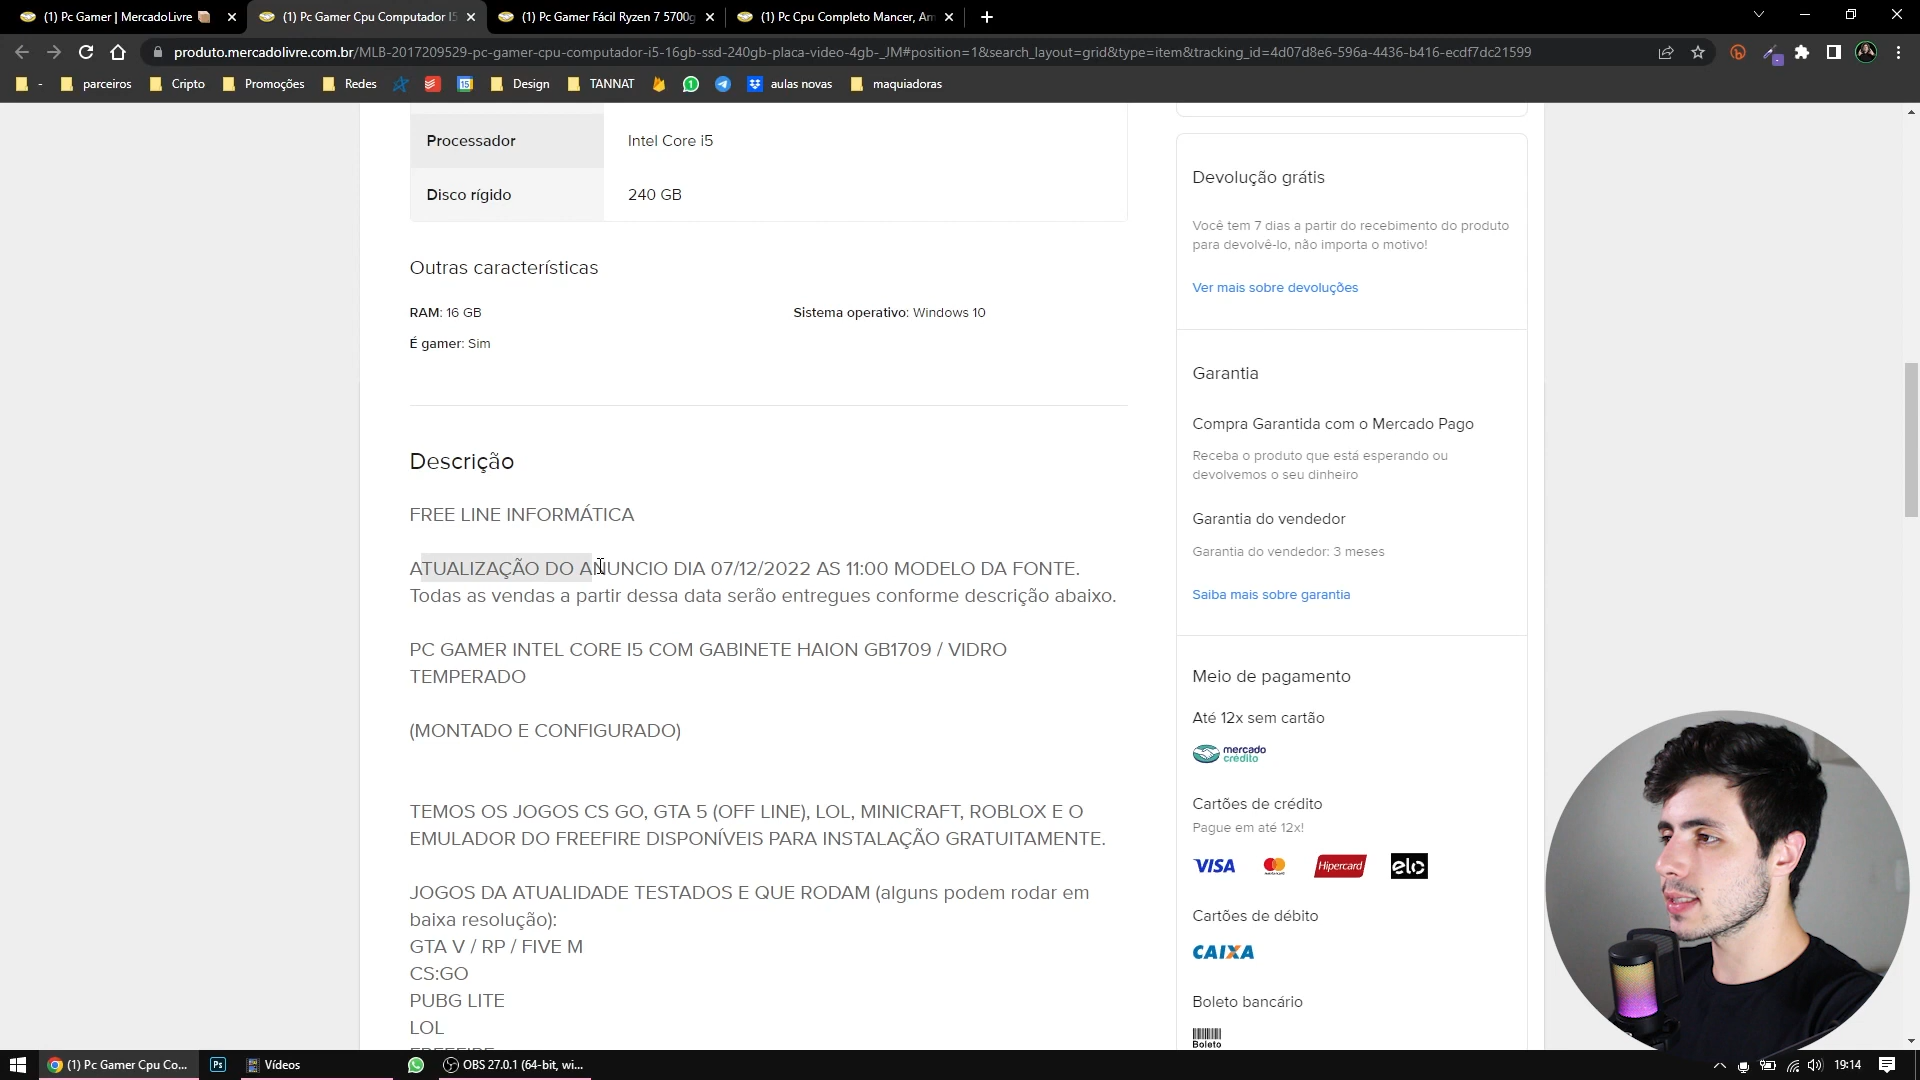 (1) Pc Gamer | MercadoLivre
(1) Pc Gamer Cpu Computador I5
(1) Pc Gamer Fácil Ryzen 7 5700g
(1) Pc Cpu Completo Mancer, Am
produto.mercadolivre.com.br/MLB-2017209529-pc-gamer-cpu-computador-i5-16gb-ssd-240gb-placa-video-4gb-_JM#position=1&search_layout=grid&type=item&tracking_id=4d07d8e6-596a-4436-b416-ecdf7dc21599
-
parceiros
Cripto
Promoções
Redes
15
Design
TANNAT
1
aulas novas
maquiadoras
Processador
Intel Core i5
Disco rígido
240 GB
Outras características
RAM: 16 GB
Sistema operativo: Windows 10
É gamer: Sim
Descrição
FREE LINE INFORMÁTICA
ATUALIZAÇÃO DO ANUNCIO DIA 07/12/2022 AS 11:00 MODELO DA FONTE.
Todas as vendas a partir dessa data serão entregues conforme descrição abaixo.
PC GAMER INTEL CORE I5 COM GABINETE HAION GB1709 / VIDRO
TEMPERADO
(MONTADO E CONFIGURADO)
TEMOS OS JOGOS CS GO, GTA 5 (OFF LINE), LOL, MINICRAFT, ROBLOX E O
EMULADOR DO FREEFIRE DISPONÍVEIS PARA INSTALAÇÃO GRATUITAMENTE.
JOGOS DA ATUALIDADE TESTADOS E QUE RODAM (alguns podem rodar em
baixa resolução):
GTA V / RP / FIVE M
CS:GO
PUBG LITE
LOL
FREEFIRE
Devolução grátis
Você tem 7 dias a partir do recebimento do produto
para devolvê-lo, não importa o motivo!
Ver mais sobre devoluções
Garantia
Compra Garantida com o Mercado Pago
Receba o produto que está esperando ou
devolvemos o seu dinheiro
Garantia do vendedor
Garantia do vendedor: 3 meses
Saiba mais sobre garantia
Meio de pagamento
Até 12x sem cartão
mercado
crédito
Cartões de crédito
Pague em até 12x!
VISA
Hipercard
elo
Cartões de débito
CAIXA
Boleto bancário
Boleto
(1) Pc Gamer Cpu Co...
Ps
Vídeos
OBS 27.0.1 (64-bit, wi...
19:14